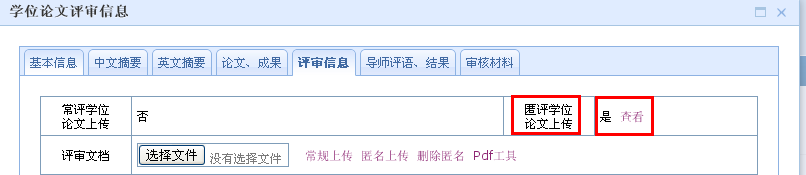 学位论文评审信息
基本信息 中文摘要 英文摘要 论文、成果 评审信息 导师评语、结果 审核材料
常评学位
论文上传
否
匿评学位
论文上传
是 查看
评审文档 选择文件 没有选择文件 常规上传 匿名上传 删除匿名 Pdf工具